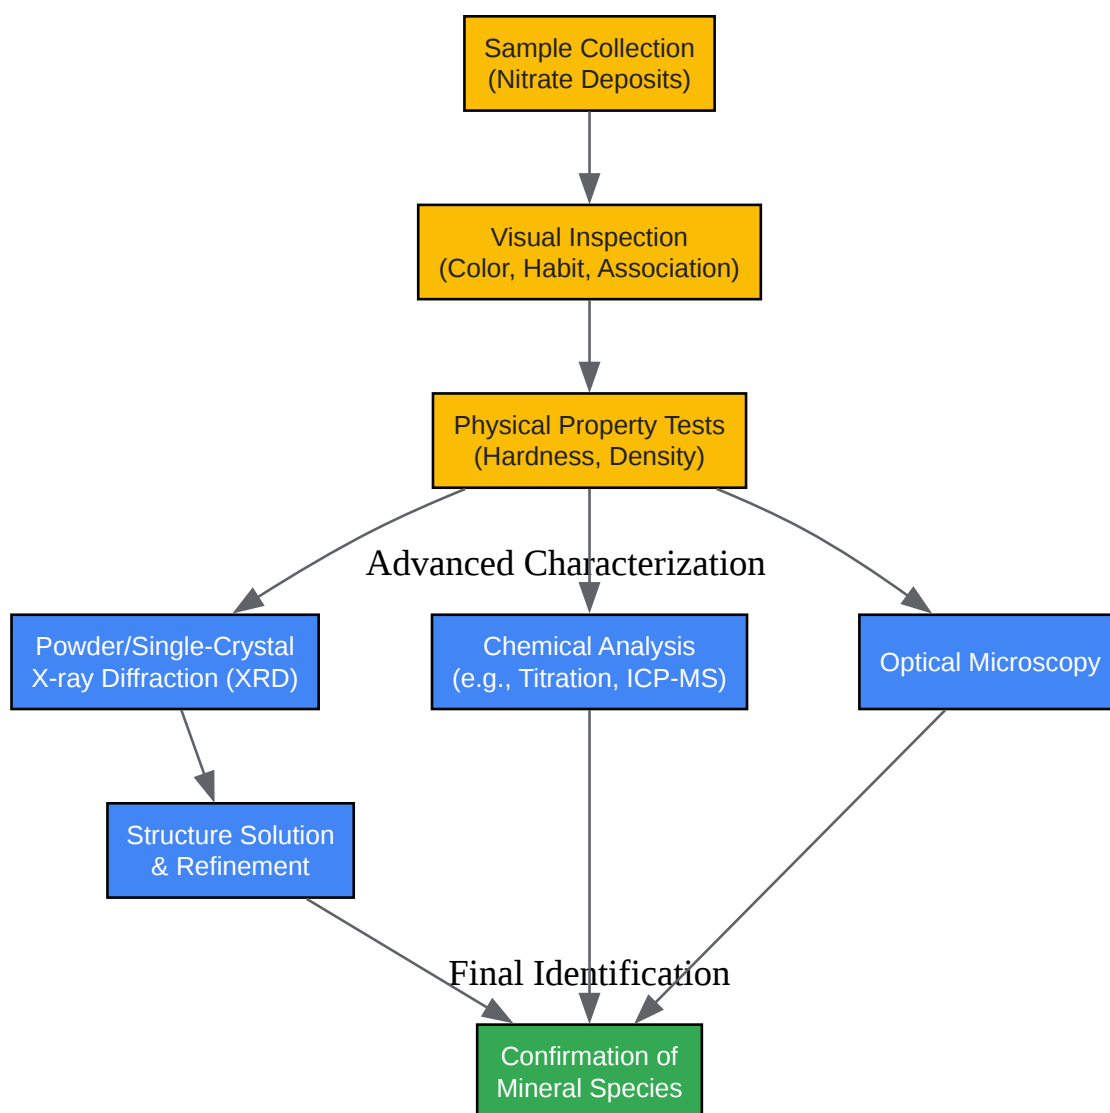 Sample Collection
(Nitrate Deposits)
Visual Inspection
(Color, Habit, Association)
Physical Property Tests
(Hardness, Density)
Advanced Characterization
Powder/Single-Crystal
X-ray Diffraction (XRD)
Chemical Analysis
(e.g., Titration, ICP-MS)
Optical Microscopy
Structure Solution
& Refinement
Final Identification
Confirmation of
Mineral Species